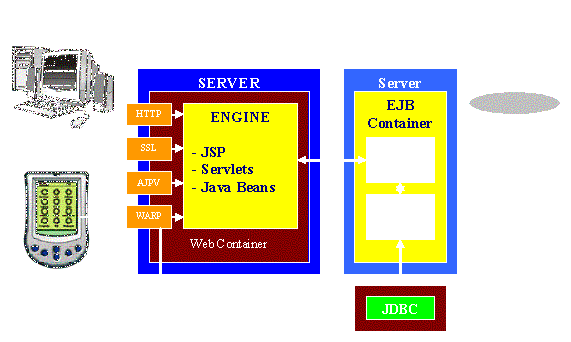 SERVER
Server
HTTP
SSL
AJPV
WARP
ENGINE
- JSP
- Servlets
- Java Beans
Web Container
EJB
Container
JDBC